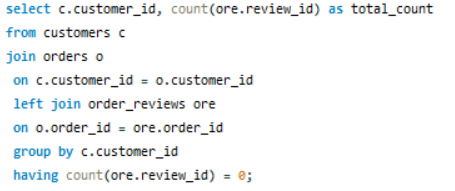 select c.customer_id, count(ore.review_id) as total_count
from customers c
join orders o
on c.customer_id = o.customer_id
left join order_reviews ore
on o.order_id = ore.order_id
group by c.customer_id
having count(ore.review_id) = 0;